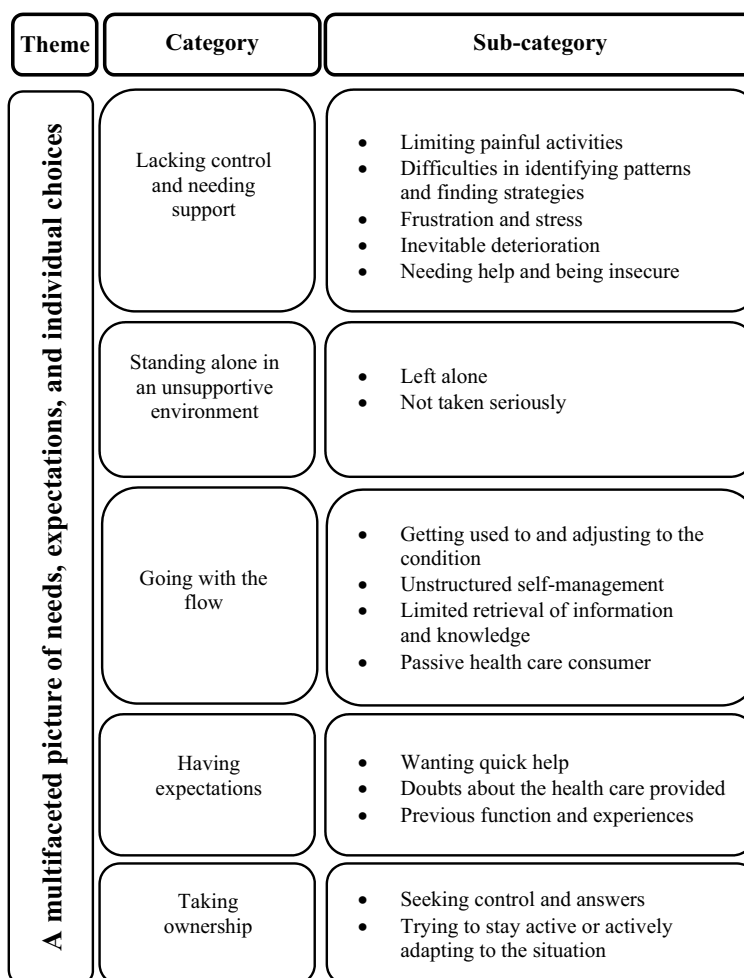 Theme
Category
Sub-category
A multifaceted picture of needs, expectations, and individual choices
Lacking control
and needing
support
• Limiting painful activities
• Difficulties in identifying patterns
and finding strategies
• Frustration and stress
• Inevitable deterioration
• Needing help and being insecure
Standing alone in
an unsupportive
environment
• Left alone
• Not taken seriously
Going with the
flow
• Getting used to and adjusting to the
condition
• Unstructured self-management
• Limited retrieval of information
and knowledge
• Passive health care consumer
Having
expectations
• Wanting quick help
• Doubts about the health care provided
• Previous function and experiences
Taking
ownership
• Seeking control and answers
• Trying to stay active or actively
adapting to the situation